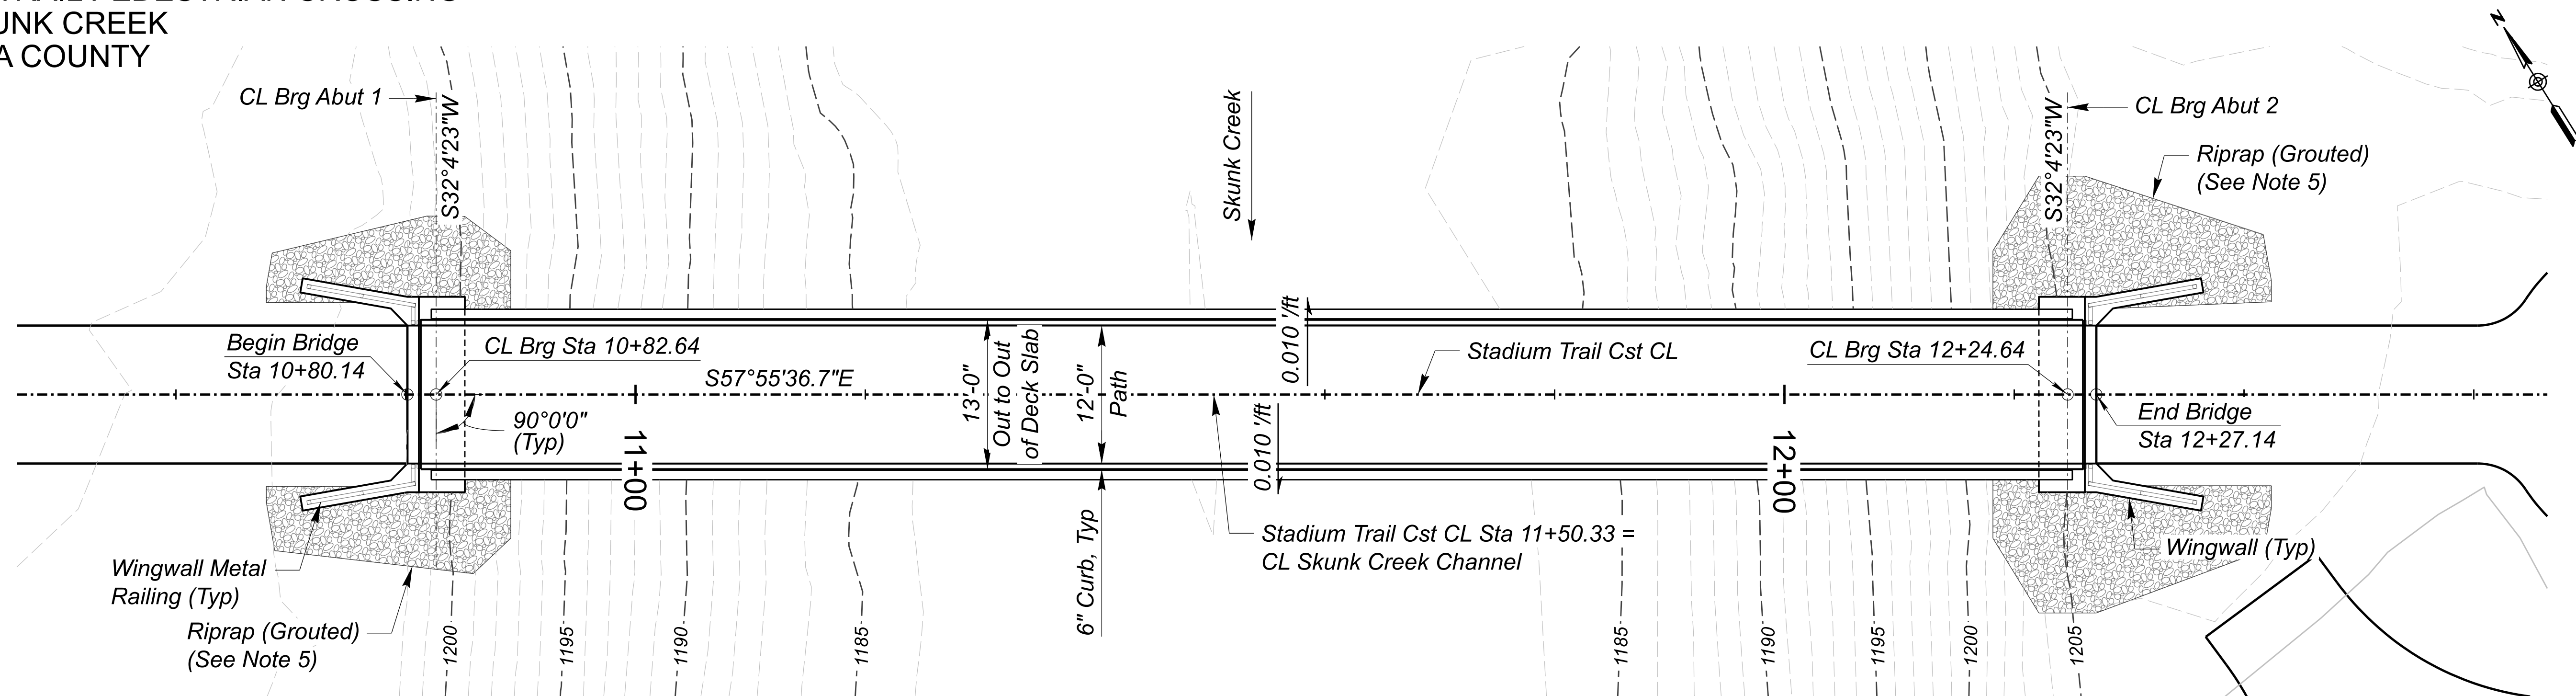 UNK CREEK
A COUNTY
N
CL Brg Abut 1
S32°4'23"W
Skunk Creek
S32°4'23"W
CL Brg Abut 2
Riprap (Grouted)
(See Note 5)
Begin Bridge
Sta 10+80.14
CL Brg Sta 10+82.64
S57°55'36.7"E
90°0'0"
(Typ)
11+00
13'-0"
Out to Out
of Deck Slab
12'-0"
Path
0.010 '/ft
0.010 '/ft
Stadium Trail Cst CL
CL Brg Sta 12+24.64
12+00
End Bridge
Sta 12+27.14
6" Curb, Typ
Stadium Trail Cst CL Sta 11+50.33 =
CL Skunk Creek Channel
Wingwall (Typ)
Wingwall Metal
Railing (Typ)
Riprap (Grouted)
(See Note 5)
1200
1195
1190
1185
1185
1190
1195
1200
1205